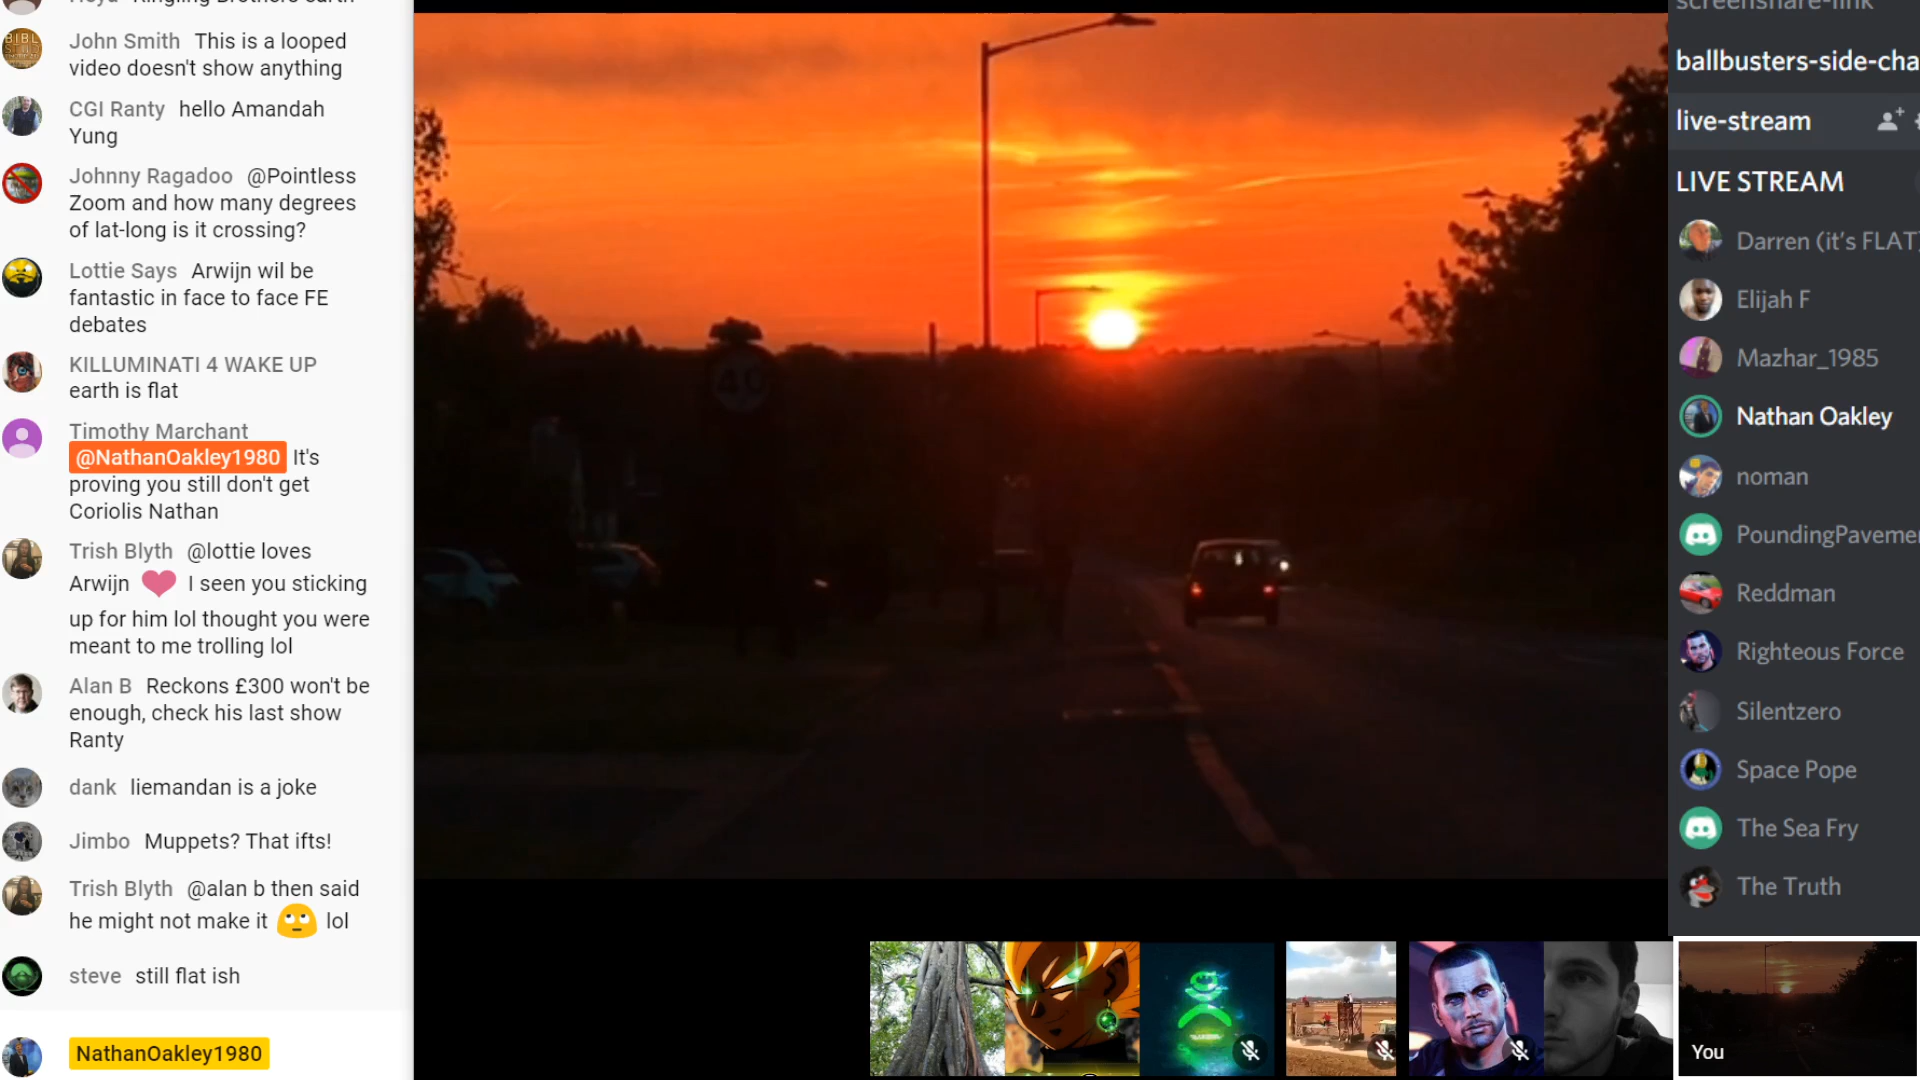 Ringling Brothers earth
John Smith This is a looped
video doesn't show anything
CGI Ranty hello Amandah
Yung
Johnny Ragadoo @Pointless
Zoom and how many degrees
of lat-long is it crossing?
Lottie Says Arwijn wil be
fantastic in face to face FE
debates
KILLUMINATI 4 WAKE UP
earth is flat
Timothy Marchant
@NathanOakley1980 It's
proving you still don't get
Coriolis Nathan
Trish Blyth @lottie loves
Arwijn I seen you sticking
up for him lol thought you were
meant to me trolling lol
Alan B Reckons £300 won't be
enough, check his last show
Ranty
dank liemandan is a joke
Jimbo Muppets? That ifts!
Trish Blyth @alan b then said
he might not make it lol
steve still flat ish
NathanOakley1980
40
You
screenshare-link
ballbusters-side-cha
live-stream
LIVE STREAM
Darren (it's FLAT)
Elijah F
Mazhar_1985
Nathan Oakley
noman
PoundingPaveme
Reddman
Righteous Force
Silentzero
Space Pope
The Sea Fry
The Truth